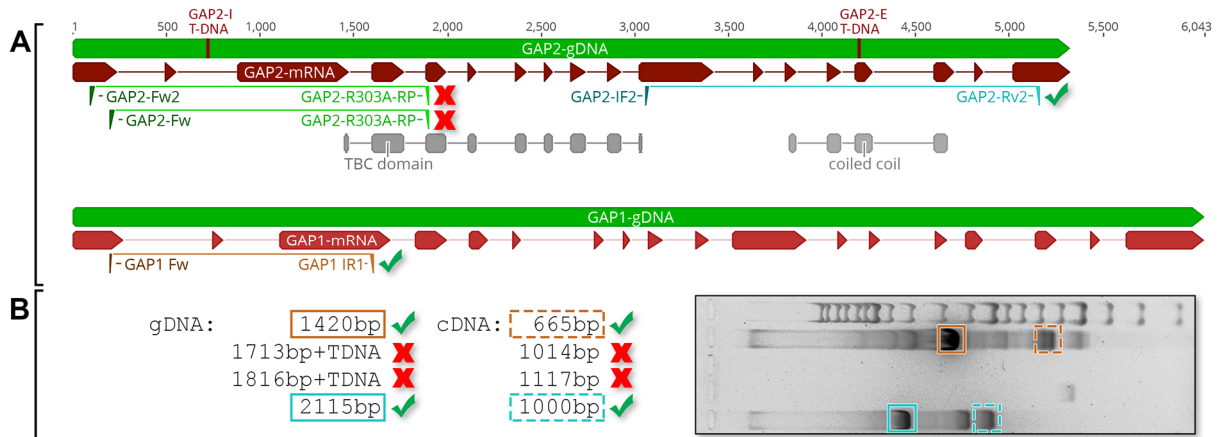 A
GAP2-I
T-DNA
GAP2-E
T-DNA
1 500 1,000 1,500 2,000 2,500 3,000 3,500 4,000 4,500 5,000 5,500 6,043
GAP2-gDNA
GAP2-mRNA
GAP2-Fw2 GAP2-R303A-RP GAP2-IF2 GAP2-Rv2
GAP2-Fw GAP2-R303A-RP
TBC domain coiled coil
GAP1-gDNA
GAP1-mRNA
GAP1 Fw GAP1 IR1
B
gDNA: 1420bp cDNA: 665bp
1713bp+TDNA 1014bp
1816bp+TDNA 1117bp
2115bp 1000bp